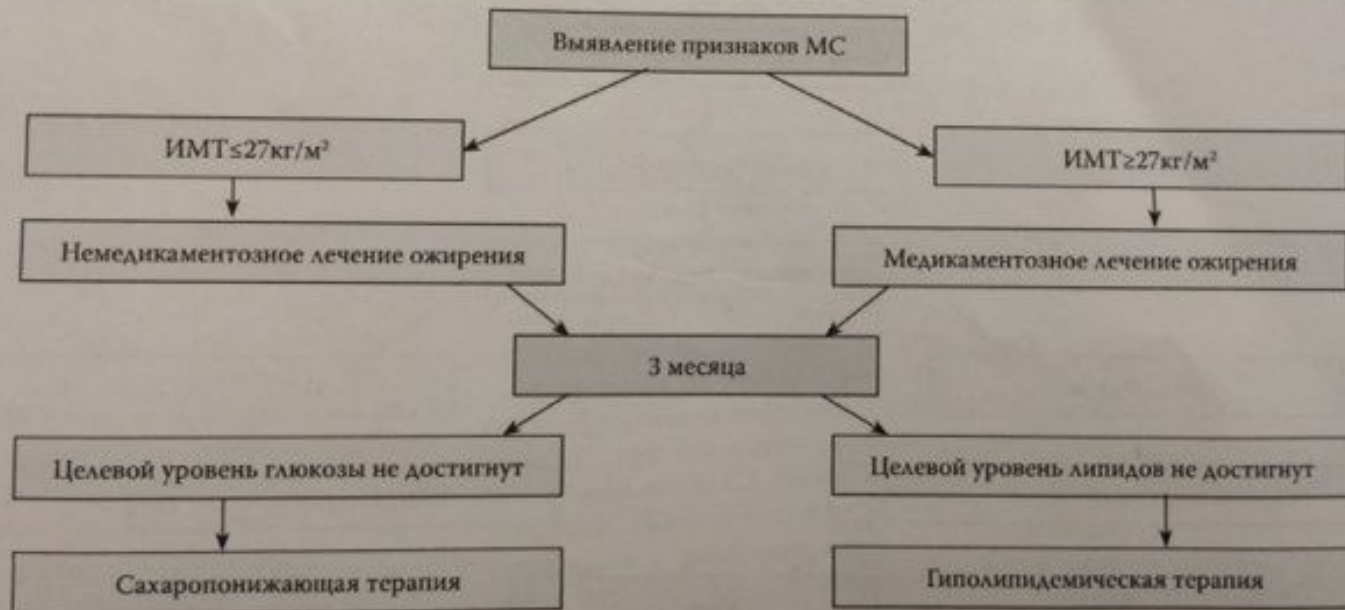 Выявление признаков МС
ИМТ≤27кг/м²
ИМТ≥27кг/м²
Немедикаментозное лечение ожирения
Медикаментозное лечение ожирения
3 месяца
Целевой уровень глюкозы не достигнут
Целевой уровень липидов не достигнут
Сахаропонижающая терапия
Гиполипидемическая терапия